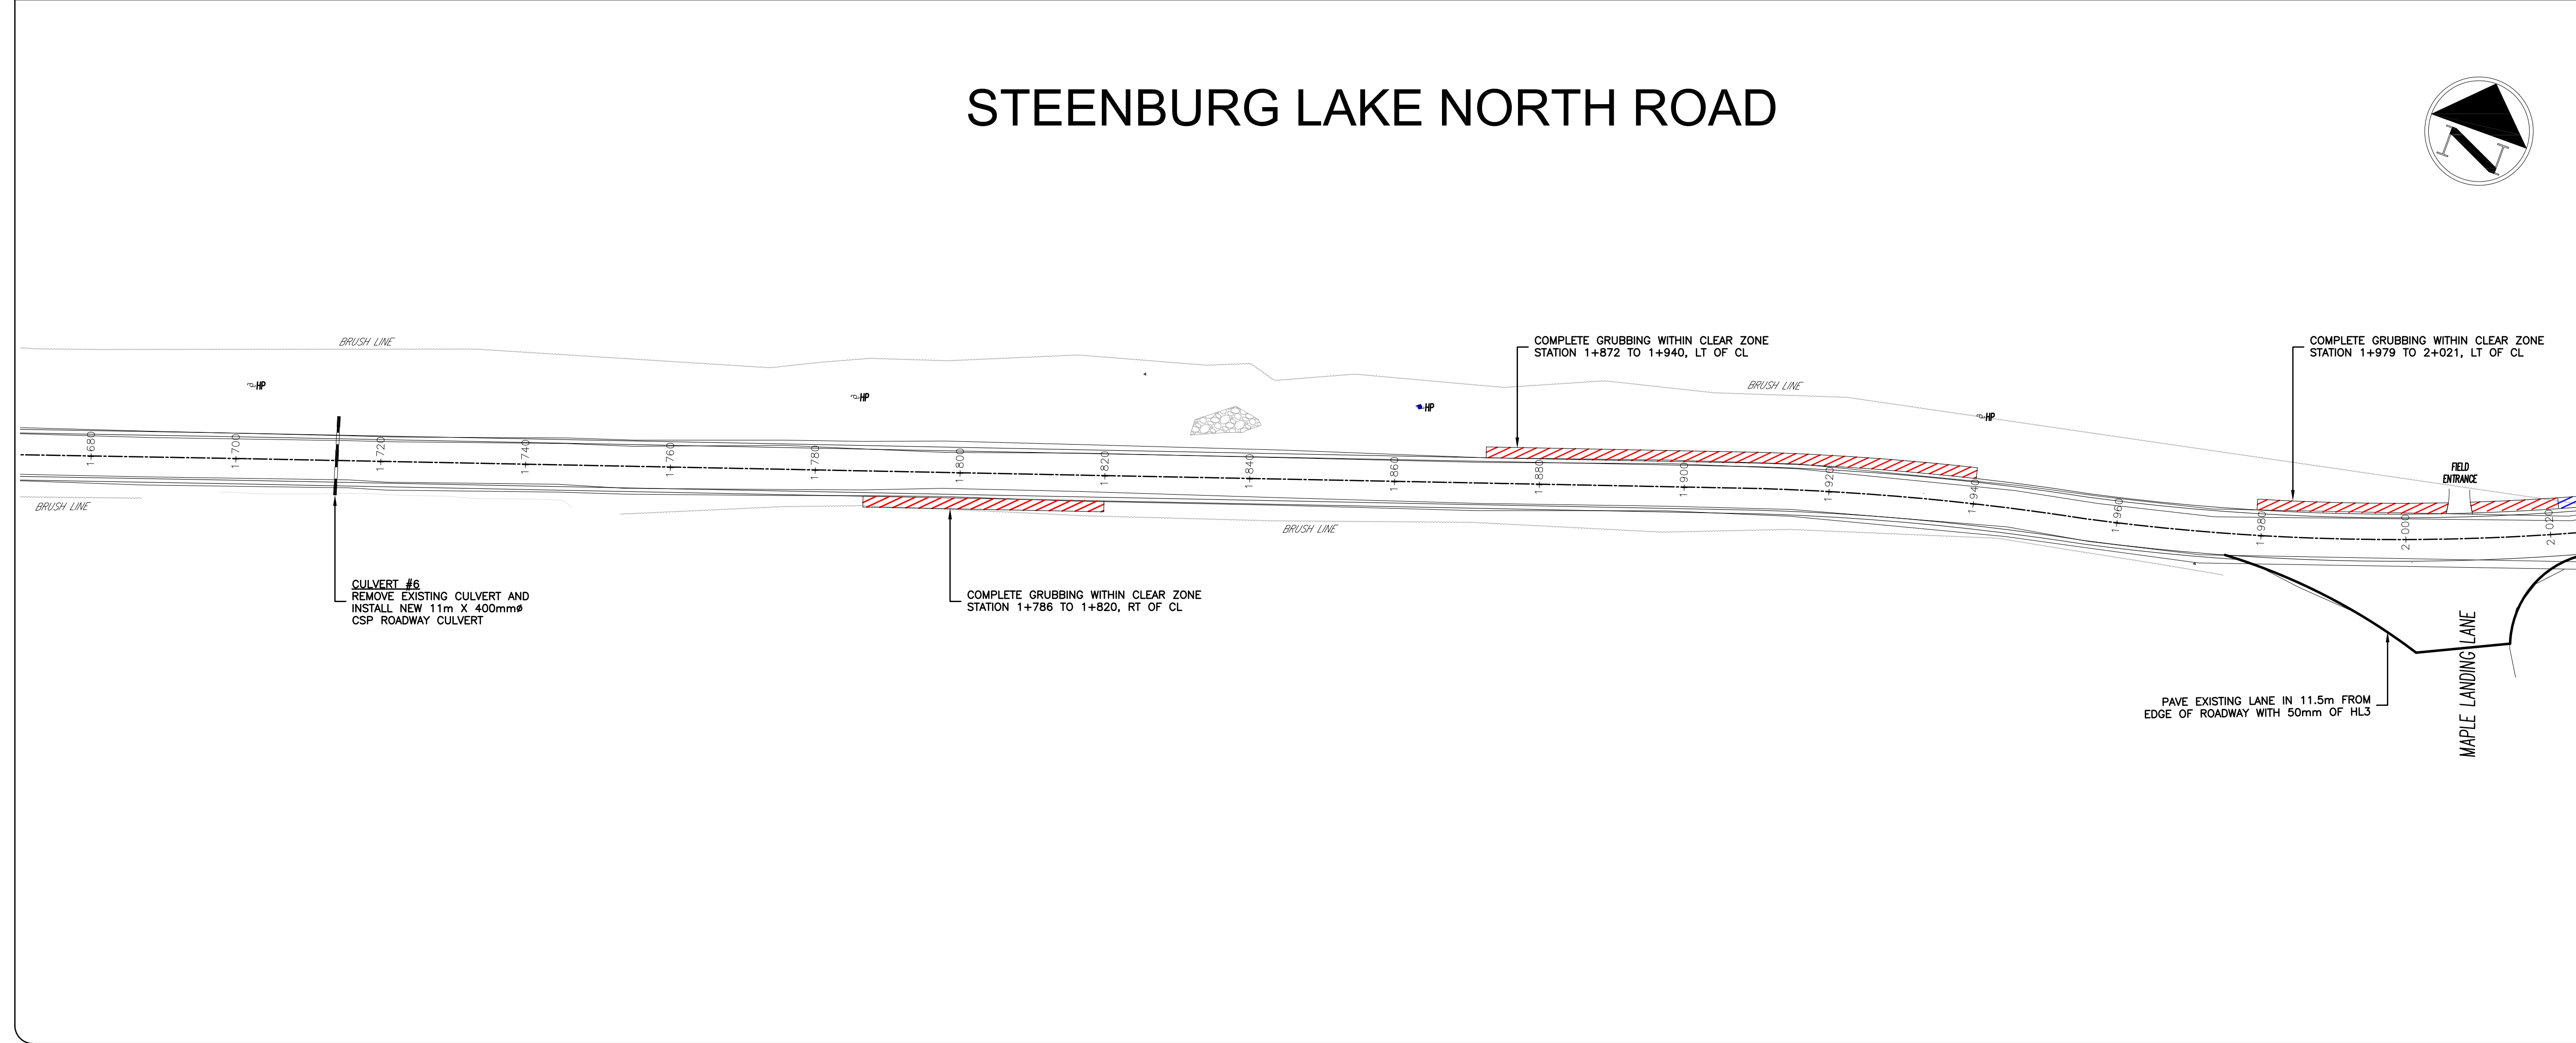 STEENBURG LAKE NORTH ROAD
N
BRUSH LINE
COMPLETE GRUBBING WITHIN CLEAR ZONE
STATION 1+872 TO 1+940, LT OF CL
COMPLETE GRUBBING WITHIN CLEAR ZONE
STATION 1+979 TO 2+021, LT OF CL
BRUSH LINE
HP
HP
HP
HP
FIELD
ENTRANCE
1+680
1+700
1+720
1+740
1+760
1+780
1+800
1+820
1+840
1+860
1+880
1+900
1+920
1+940
1+960
1+980
2+000
2+020
BRUSH LINE
BRUSH LINE
CULVERT #6
REMOVE EXISTING CULVERT AND
INSTALL NEW 11m X 400mmø
CSP ROADWAY CULVERT
COMPLETE GRUBBING WITHIN CLEAR ZONE
STATION 1+786 TO 1+820, RT OF CL
PAVE EXISTING LANE IN 11.5m FROM
EDGE OF ROADWAY WITH 50mm OF HL3
MAPLE LANDING LANE